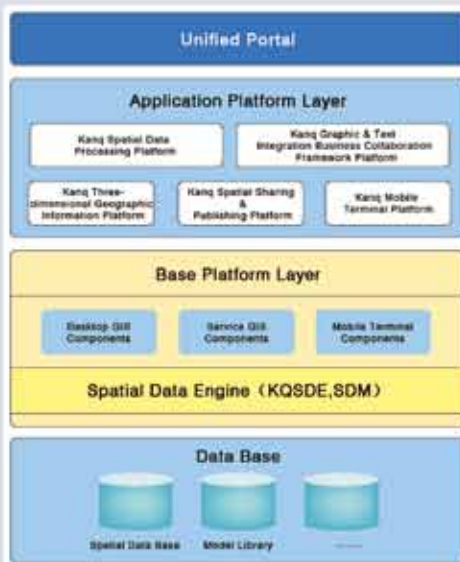 Unified Portal
Application Platform Layer
Kanq Spatial Data
Processing Platform
Kanq Graphic & Text
Integration Business Collaboration
Framework Platform
Kanq Three-
dimensional Geographic
Information Platform
Kanq Spatial Sharing
&
Publishing Platform
Kanq Mobile
Terminal Platform
Base Platform Layer
Desktop GIS
Components
Service GIS
Components
Mobile Terminal
Components
Spatial Data Engine（KQSDE,SDM）
Data Base
Spatial Data Base
Model Library